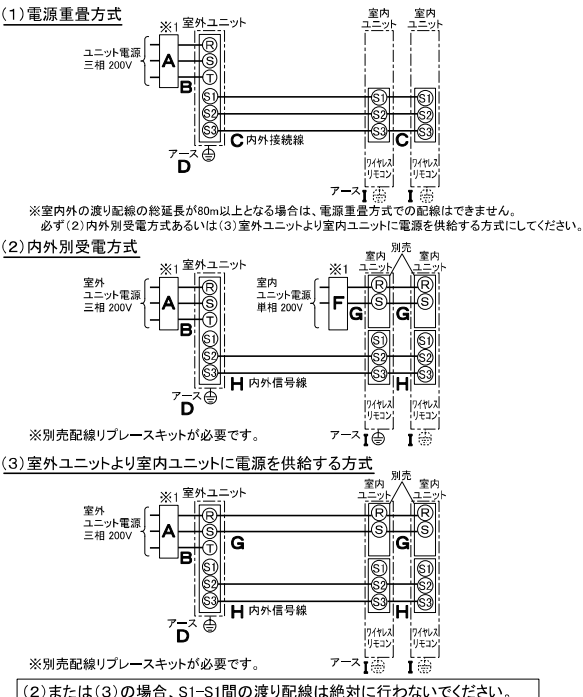 (1)電源重畳方式
※1 室外ユニット
室内 ユニット 室内 ユニット
ユニット電源
三相 200V
A
B
R
S
T
S1 S1 S1
S2 S2 S2
S3 S3 S3
C 内外接続線 C
アース
D
ワイヤレス リモコン ワイヤレス リモコン
アース I I
※室内外の渡り配線の総延長が80m以上となる場合は、電源重畳方式での配線はできません。
必ず(2)内外別受電方式あるいは(3)室外ユニットより室内ユニットに電源を供給する方式にしてください。
(2)内外別受電方式
別売
※1 室外ユニット
※1 室内 ユニット 室内 ユニット
室外
ユニット電源
三相 200V
A
B
室内
ユニット電源
単相 200V
F
G G
R R R
S S S
T
S1 S1 S1
S2 S2 S2
S3 S3 S3
H 内外信号線 H
アース
D
ワイヤレス リモコン ワイヤレス リモコン
※別売配線リプレースキットが必要です。
アース I I
(3)室外ユニットより室内ユニットに電源を供給する方式
別売
※1 室外ユニット
室内 ユニット 室内 ユニット
室外
ユニット電源
三相 200V
A
B
R R R
S S S
T
G G
S1 S1 S1
S2 S2 S2
S3 S3 S3
H 内外信号線 H
アース
D
ワイヤレス リモコン ワイヤレス リモコン
※別売配線リプレースキットが必要です。
アース I I
(2)または(3)の場合、S1-S1間の渡り配線は絶対に行わないでください。